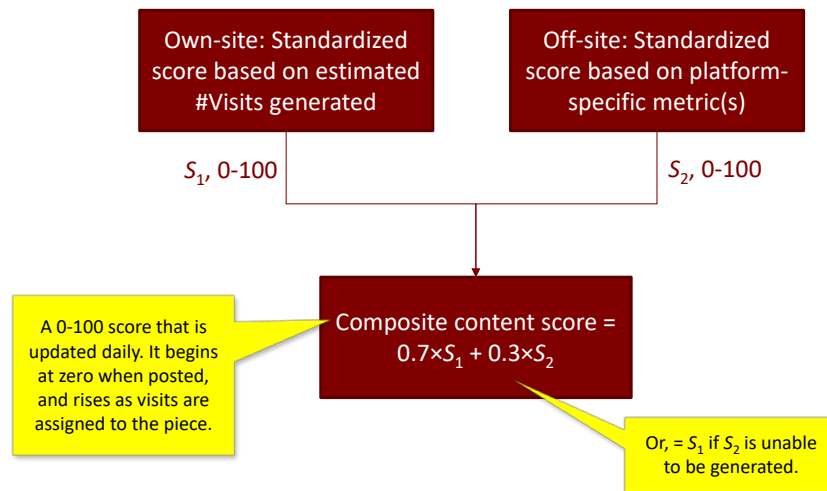 Own-site: Standardized
score based on estimated
#Visits generated
Off-site: Standardized
score based on platform-
specific metric(s)
S₁, 0-100
S₂, 0-100
A 0-100 score that is
updated daily. It begins
at zero when posted,
and rises as visits are
assigned to the piece.
Composite content score =
0.7×S₁ + 0.3×S₂
Or, = S₁ if S₂ is unable
to be generated.